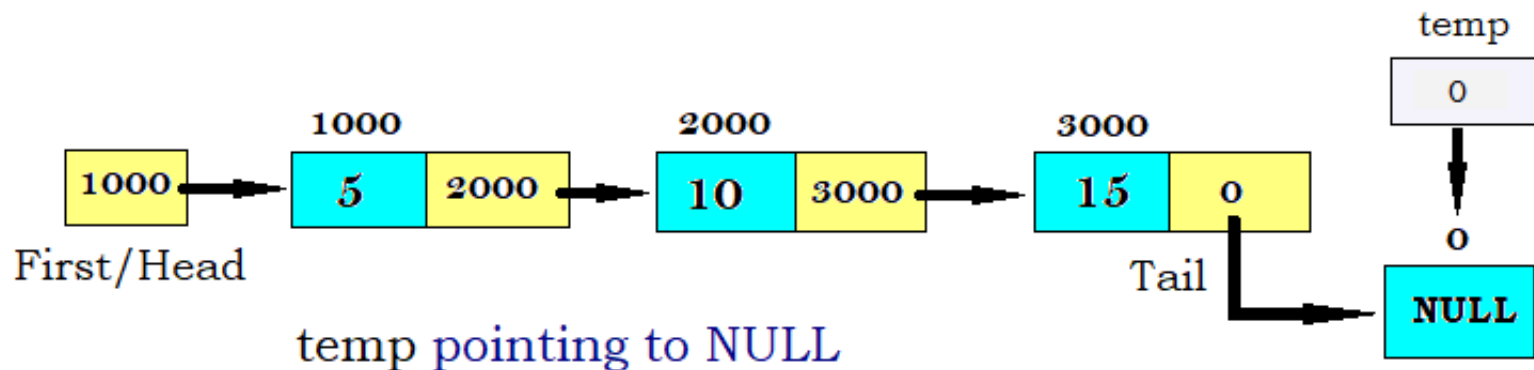 temp
0
1000 2000 3000
1000 5 2000 10 3000 15 0
0
First/Head Tail
NULL
temp pointing to NULL